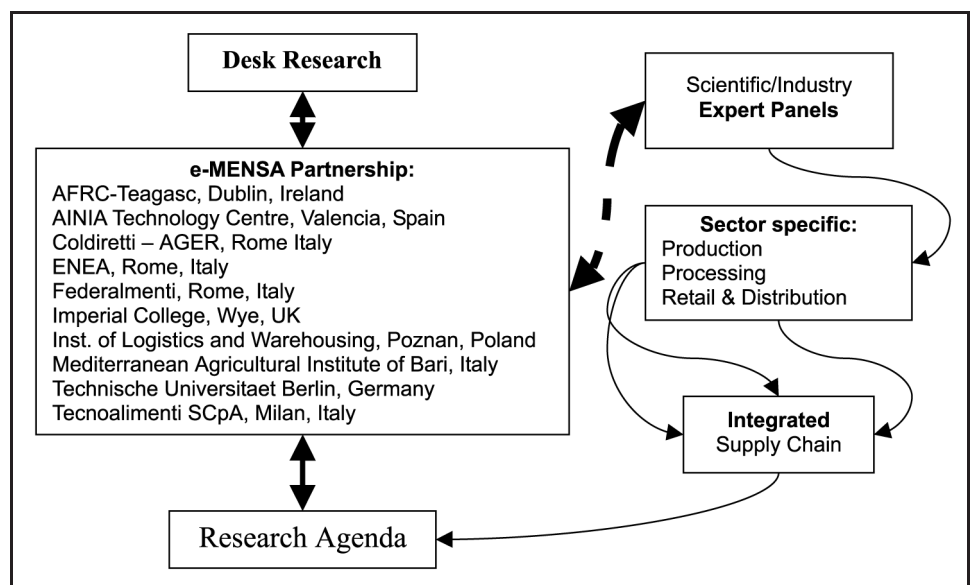 Desk Research
e-MENSA Partnership:
AFRC-Teagasc, Dublin, Ireland
AINIA Technology Centre, Valencia, Spain
Coldiretti – AGER, Rome Italy
ENEA, Rome, Italy
Federalmenti, Rome, Italy
Imperial College, Wye, UK
Inst. of Logistics and Warehousing, Poznan, Poland
Mediterranean Agricultural Institute of Bari, Italy
Technische Universitaet Berlin, Germany
Tecnoalimenti SCpA, Milan, Italy
Research Agenda
Scientific/Industry
Expert Panels
Sector specific:
Production
Processing
Retail & Distribution
Integrated
Supply Chain